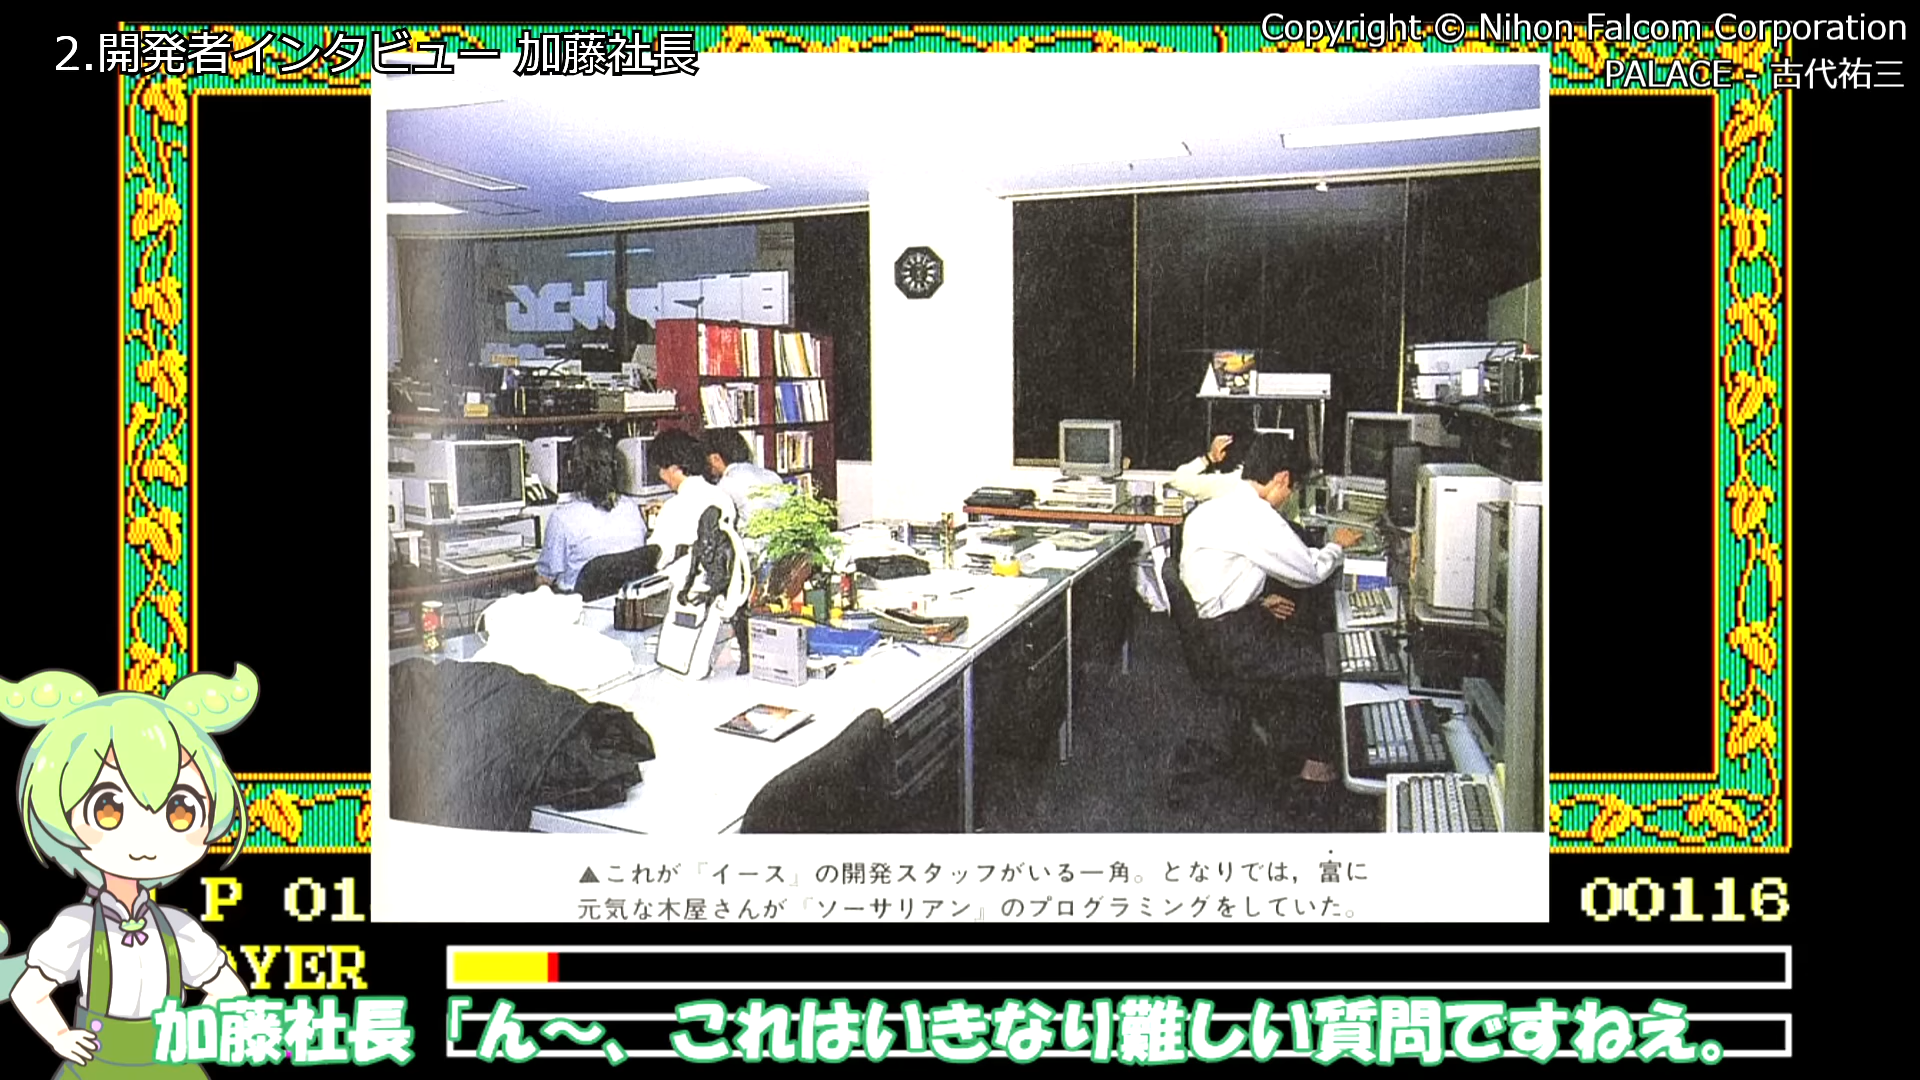 2.開発者インタビュー 加藤社長
Copyright © Nihon Falcom Corporation
PALACE - 古代祐三
▲これが『イース』の開発スタッフがいる一角。となりでは，富に
元気な木屋さんが『ソーサリアン』のプログラミングをしていた。
P 01
00116
YER
加藤社長「ん～、これはいきなり難しい質問ですねえ。